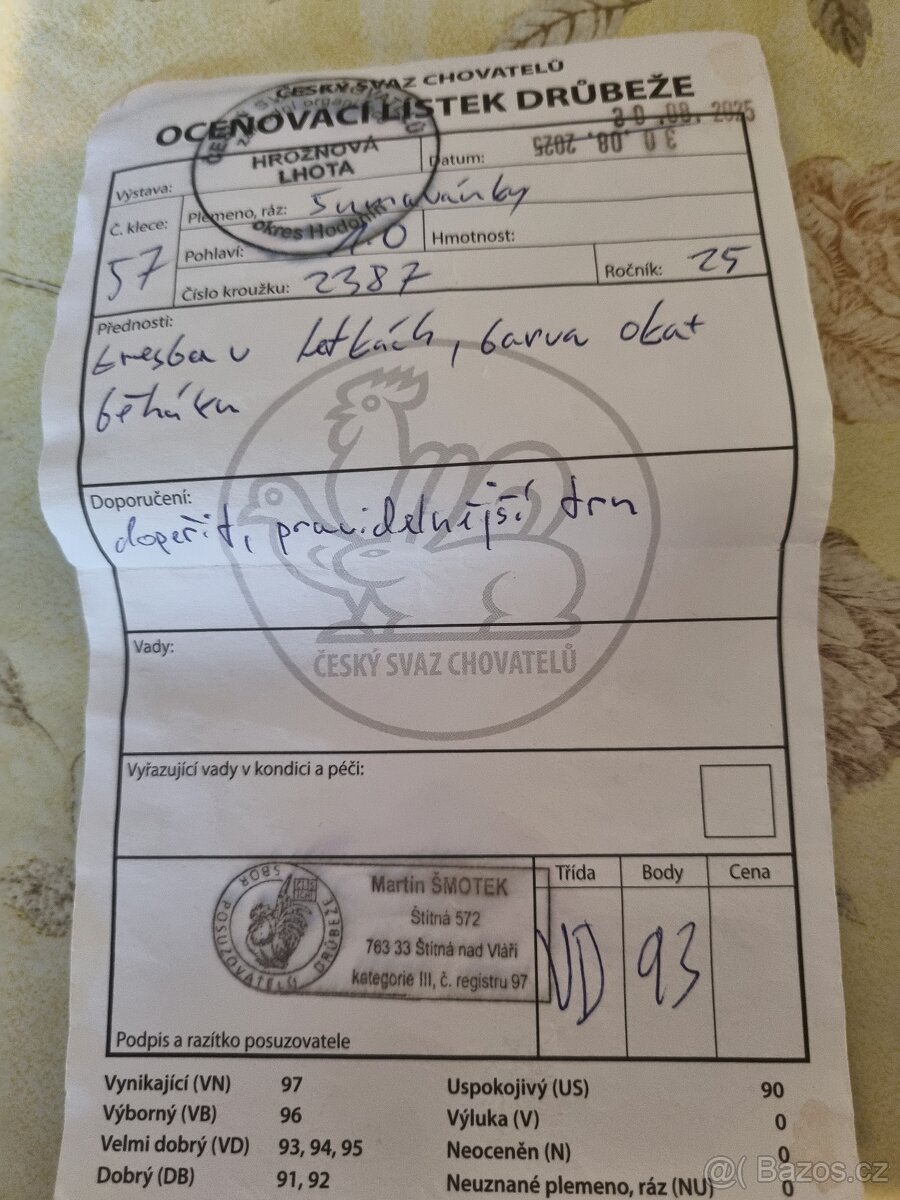 ČESKÝ SVAZ CHOVATELŮ
OCEŇOVACÍ LÍSTEK DRŮBEŽE
HROZNOVÁ
LHOTA
okres Hodonín
Výstava:
Datum: 30.08.2025
Č. klece: 57
Plemeno, ráz:
Pohlaví: 1.0
Hmotnost:
Číslo kroužku: 2387
Ročník: 25
Přednosti:
kresba v letkách, barva okat
běháku
Doporučení:
dopeřit, pravidelnější trn
ČESKÝ SVAZ CHOVATELŮ
Vady:
Vyřazující vady v kondici a péči:
SBOR POSUZOVATELŮ DRŮBEŽE
Martin ŠMOTEK
Štítná 572
763 33 Štítná nad Vláří
kategorie III, č. registru 97
Třída Body Cena
VD 93
Podpis a razítko posuzovatele
Vynikající (VN) 97
Výborný (VB) 96
Velmi dobrý (VD) 93, 94, 95
Dobrý (DB) 91, 92
Uspokojivý (US) 90
Výluka (V) 0
Neoceněn (N) 0
Neuznané plemeno, ráz (NU) 0
@( Bazos.cz